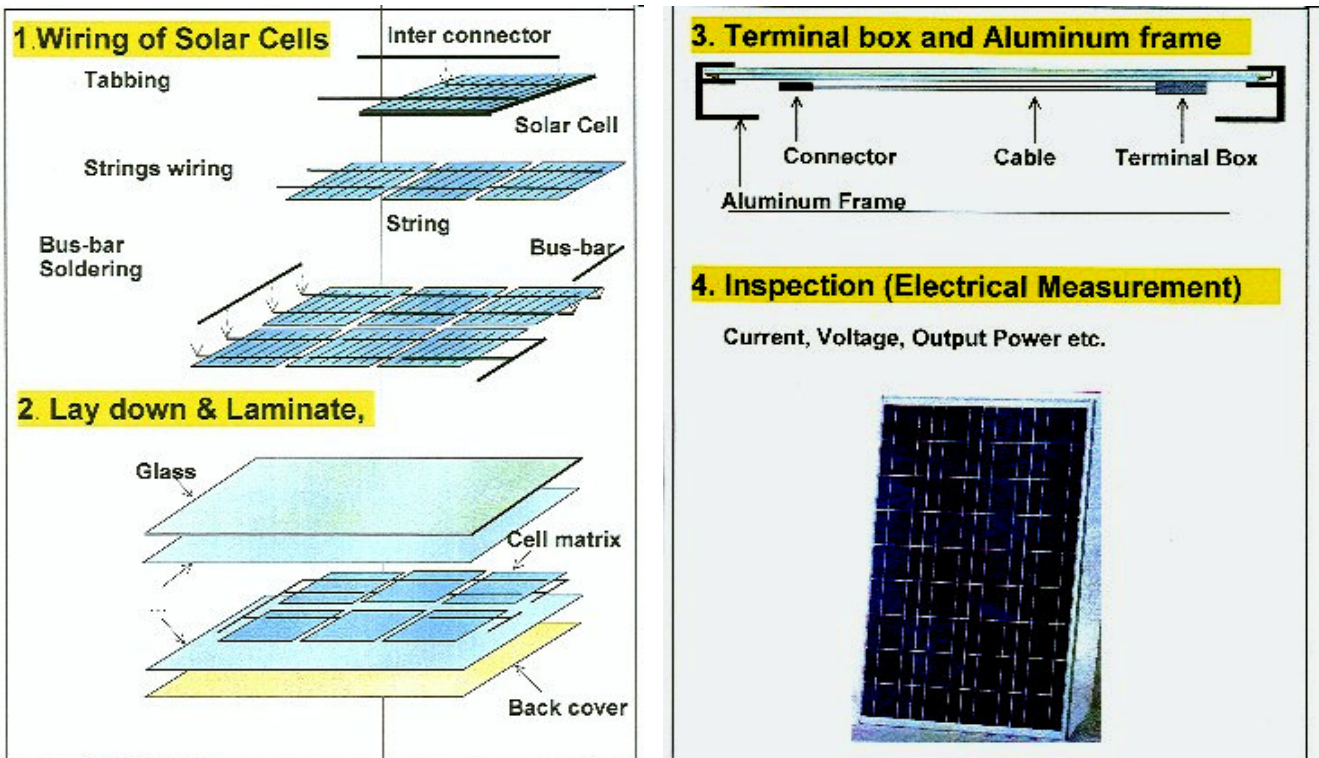 1.Wiring of Solar Cells
Inter connector
Tabbing
Solar Cell
Strings wiring
String
Bus-bar
Soldering
Bus-bar
2. Lay down & Laminate,
Glass
Cell matrix
...
Back cover
3. Terminal box and Aluminum frame
Connector
Cable
Terminal Box
Aluminum Frame
4. Inspection (Electrical Measurement)
Current, Voltage, Output Power etc.